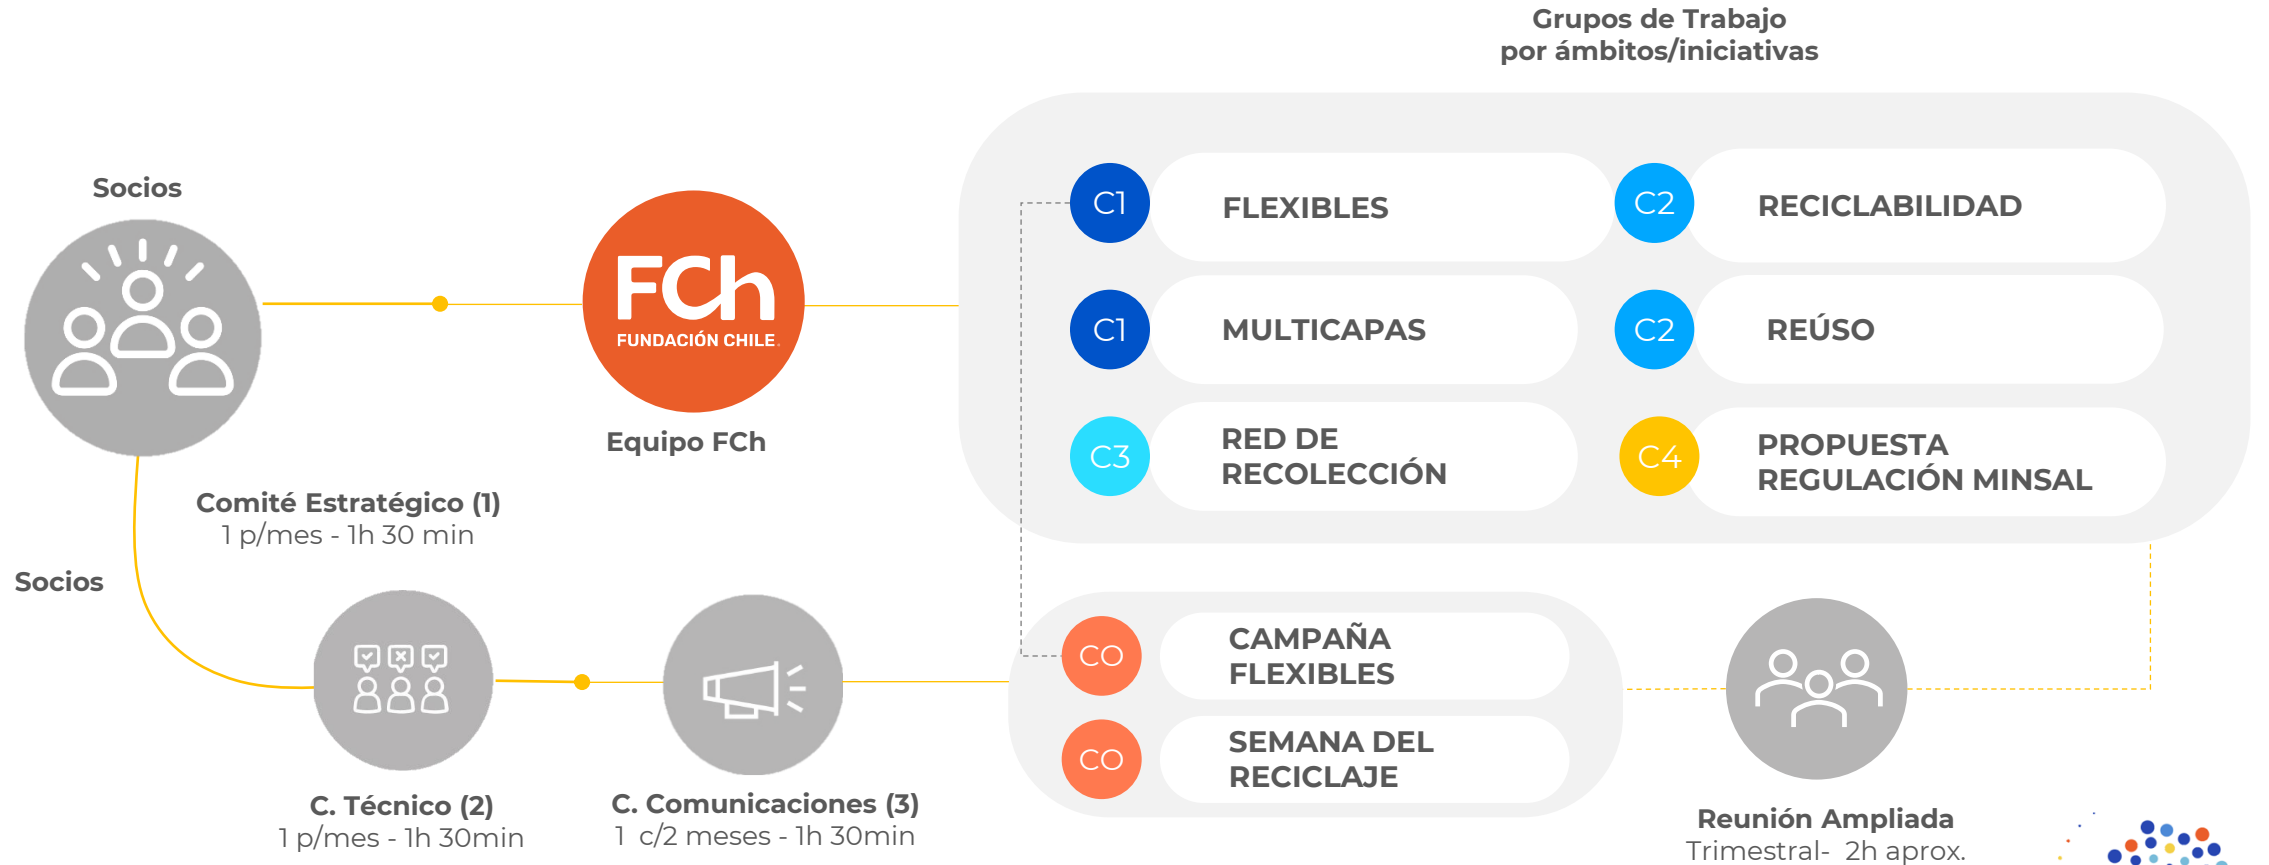 Grupos de Trabajo
por ámbitos/iniciativas
Socios
FCh
FUNDACIÓN CHILE
Equipo FCh
C1
FLEXIBLES
C2
RECICLABILIDAD
C1
MULTICAPAS
C2
REÚSO
C3
RED DE
RECOLECCIÓN
C4
PROPUESTA
REGULACIÓN MINSAL
Comité Estratégico (1)
1 p/mes - 1h 30 min
Socios
C. Técnico (2)
1 p/mes - 1h 30min
C. Comunicaciones (3)
1 c/2 meses - 1h 30min
CO
CAMPAÑA
FLEXIBLES
CO
SEMANA DEL
RECICLAJE
Reunión Ampliada
Trimestral- 2h aprox.